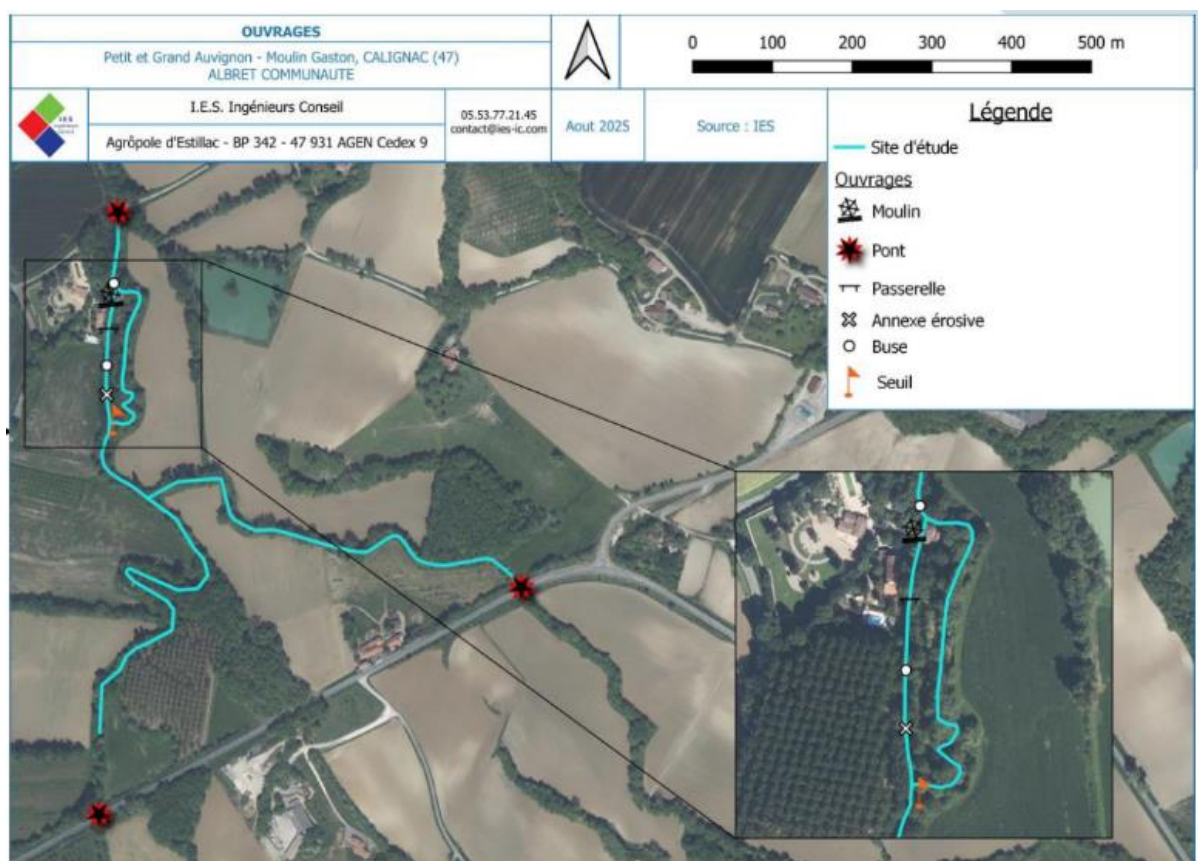 OUVRAGES
Petit et Grand Auvignon - Moulin Gaston, CALIGNAC (47)
ALBRET COMMUNAUTE
0 100 200 300 400 500 m
I.E.S. Ingénieurs Conseil
Agrôpole d'Estillac - BP 342 - 47 931 AGEN Cedex 9
05.53.77.21.45
contact@ies-ic.com
Aout 2025
Source : IES
IES
Légende
Site d'étude
Ouvrages
Moulin
Pont
Passerelle
Annexe érosive
Buse
Seuil